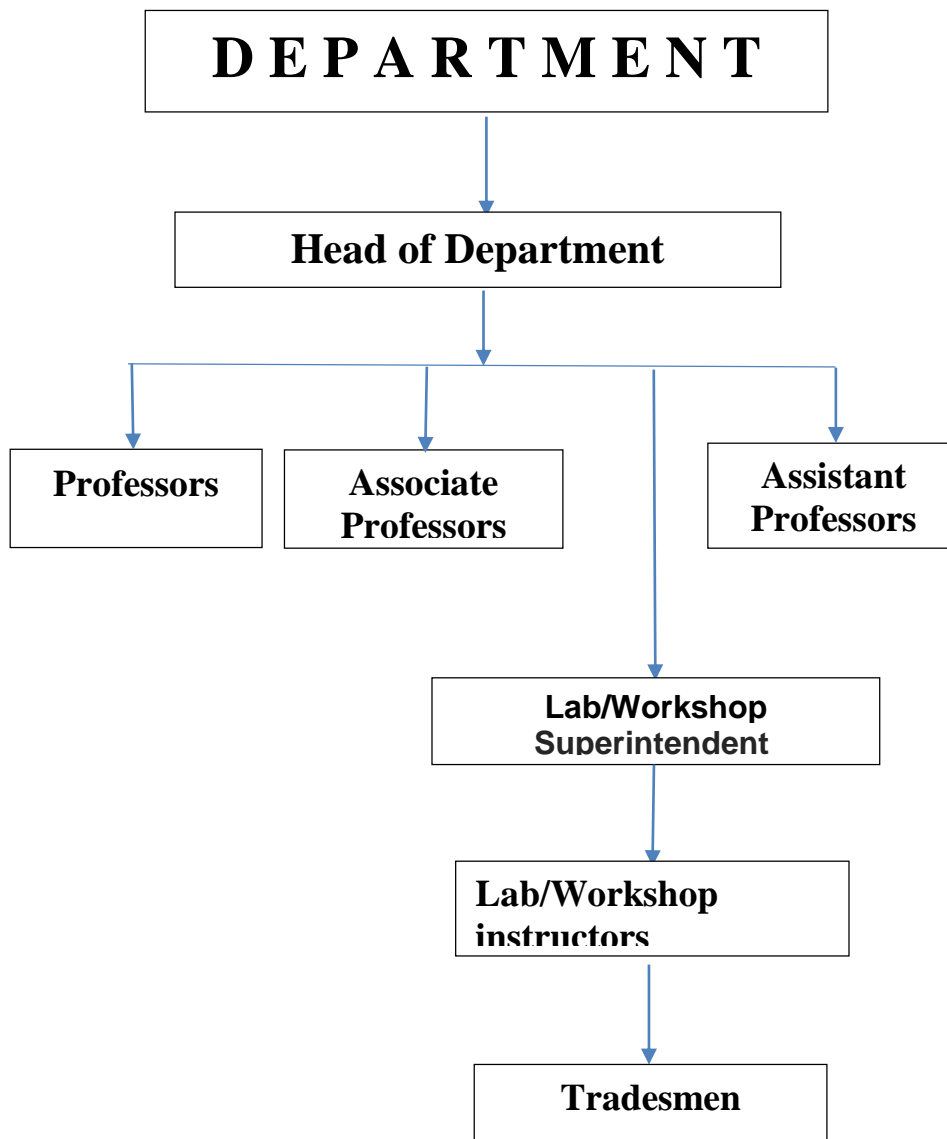 D E P A R T M E N T
Head of Department
Professors
Associate
Professors
Assistant
Professors
Lab/Workshop
Superintendent
Lab/Workshop
instructors
Tradesmen